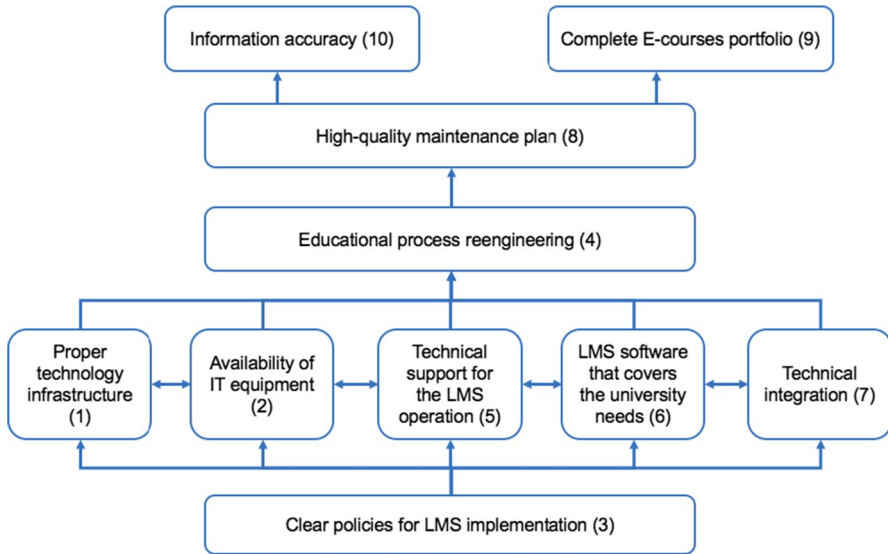 Information accuracy (10)
Complete E-courses portfolio (9)
High-quality maintenance plan (8)
Educational process reengineering (4)
Proper
technology
infrastructure
(1)
Availability of
IT equipment
(2)
Technical
support for
the LMS
operation (5)
LMS software
that covers
the university
needs (6)
Technical
integration (7)
Clear policies for LMS implementation (3)